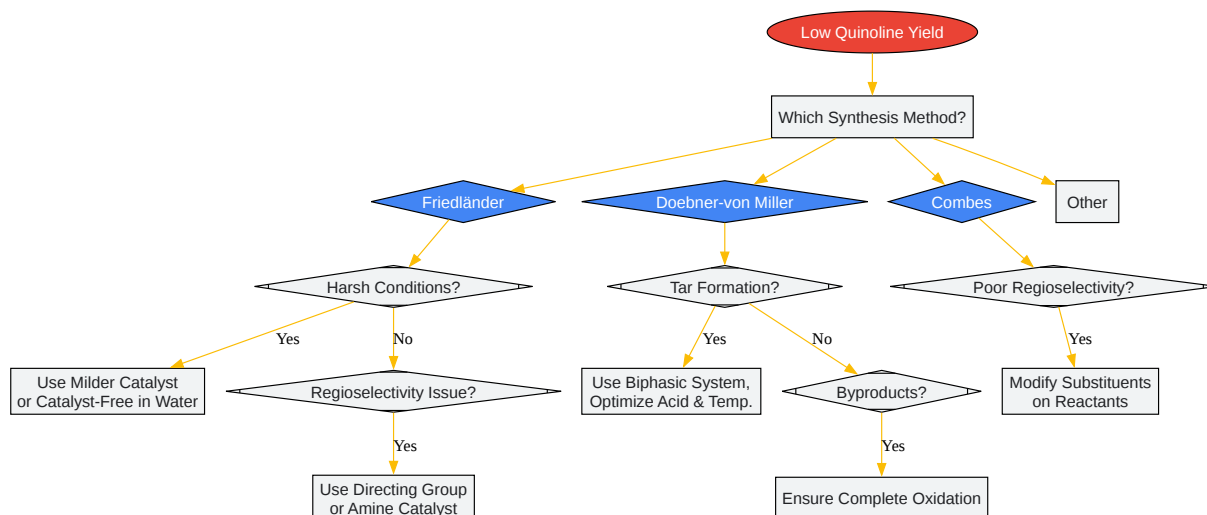 Low Quinoline Yield
Which Synthesis Method?
Friedländer
Doebner-von Miller
Combes
Other
Harsh Conditions?
Tar Formation?
Poor Regioselectivity?
Yes
No
Yes
No
Yes
Use Milder Catalyst
or Catalyst-Free in Water
Regioselectivity Issue?
Use Biphasic System,
Optimize Acid & Temp.
Byproducts?
Modify Substituents
on Reactants
Yes
Yes
Use Directing Group
or Amine Catalyst
Ensure Complete Oxidation